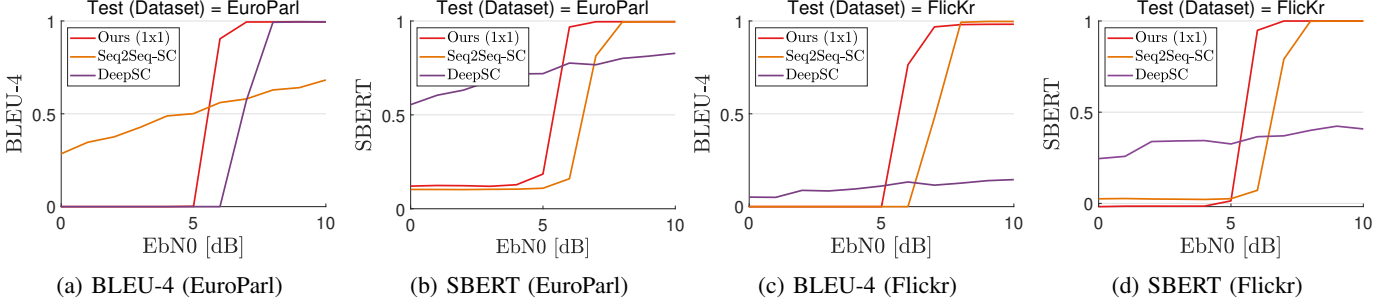 Test (Dataset) = EuroParl
1
0.5
0
BLEU-4
Ours (1x1)
Seq2Seq-SC
DeepSC
0
5
10
EbN0 [dB]
(a) BLEU-4 (EuroParl)
Test (Dataset) = EuroParl
1
0.5
0
SBERT
Ours (1x1)
Seq2Seq-SC
DeepSC
0
5
10
EbN0 [dB]
(b) SBERT (EuroParl)
Test (Dataset) = FlicKr
1
0.5
0
BLEU-4
Ours (1x1)
Seq2Seq-SC
DeepSC
0
5
10
EbN0 [dB]
(c) BLEU-4 (Flickr)
Test (Dataset) = FlicKr
1
0.5
0
SBERT
Ours (1x1)
Seq2Seq-SC
DeepSC
0
5
10
EbN0 [dB]
(d) SBERT (Flickr)